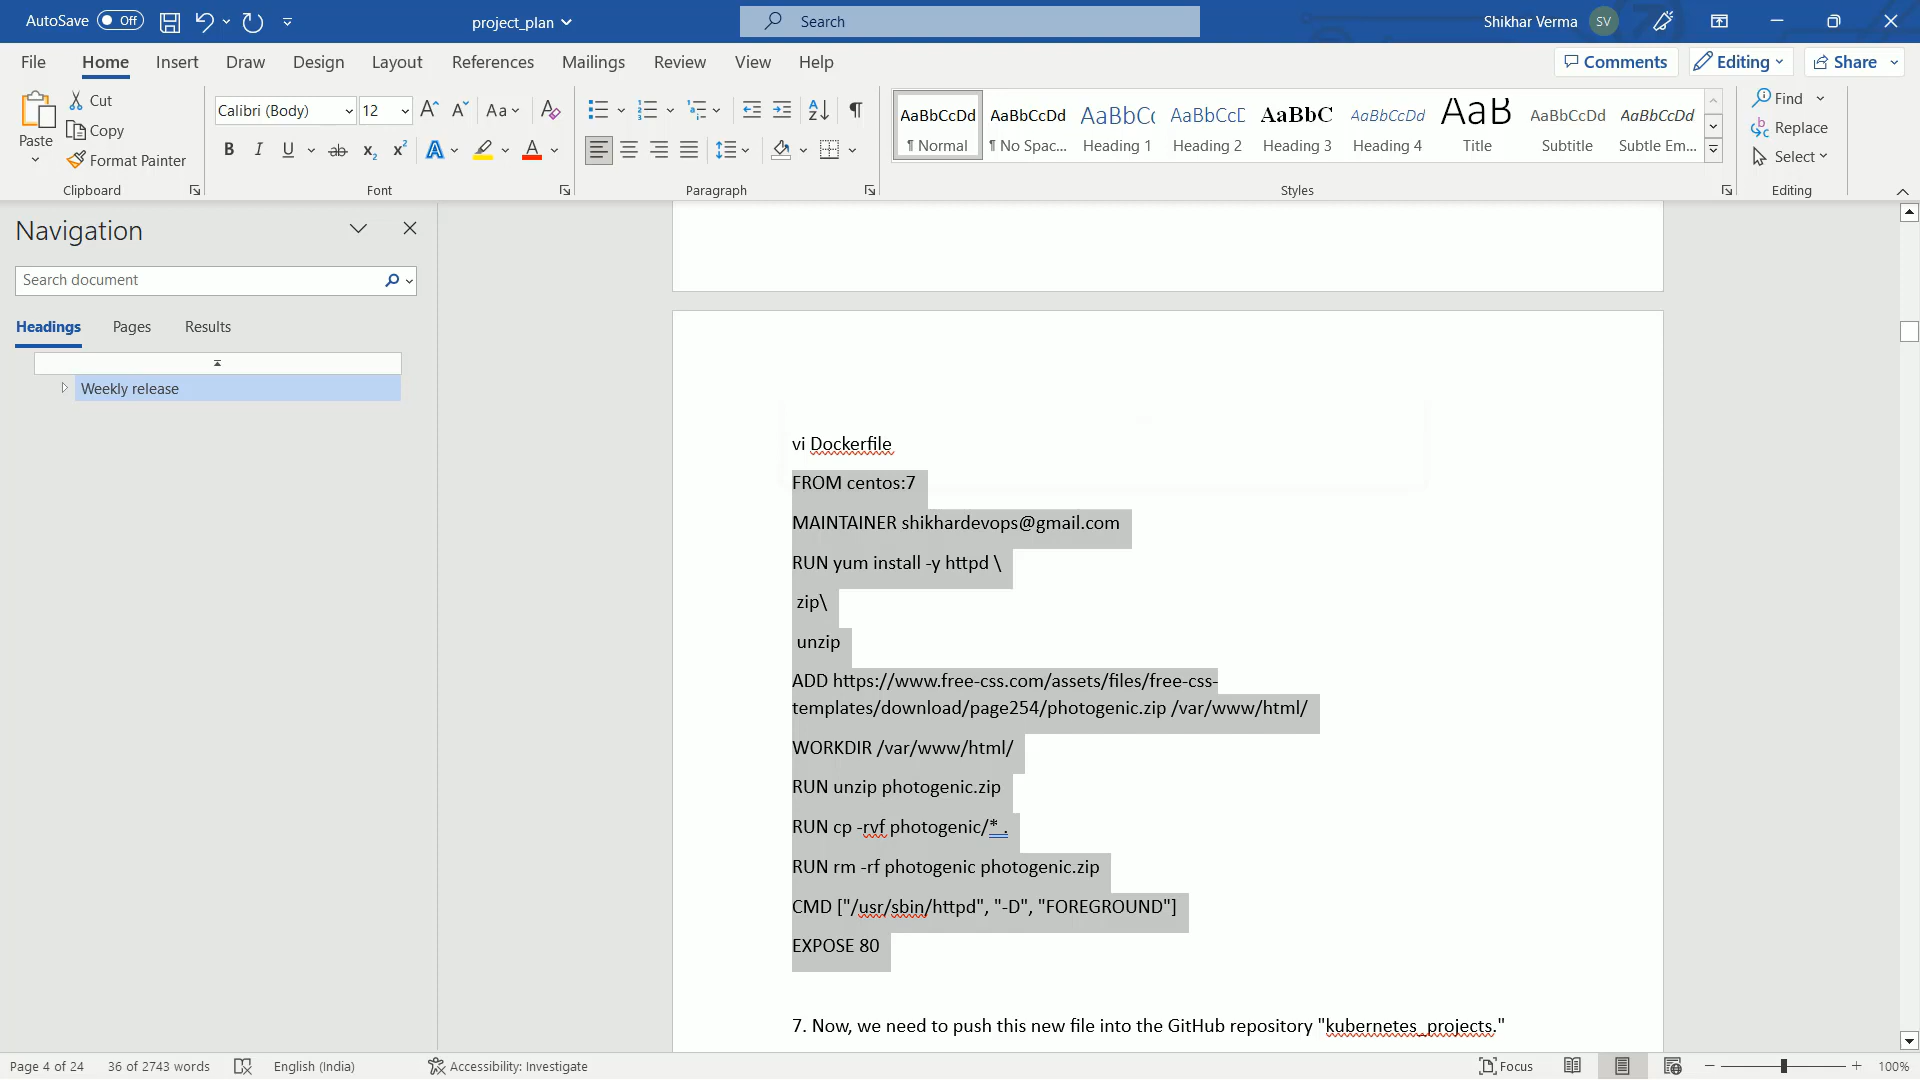 AutoSave Off project_plan Search Shikhar Verma SV
File Home Insert Draw Design Layout References Mailings Review View Help Comments Editing Share
Paste Cut Copy Format Painter
Calibri (Body) 12 Aa
B I U ab x₂ x² A A
AaBbCcDd AaBbCcDd AaBbCc AaBbCcD AaBbC AaBbCcDd AaB AaBbCcDd AaBbCcDd
¶ Normal ¶ No Spac... Heading 1 Heading 2 Heading 3 Heading 4 Title Subtitle Subtle Em...
Find Replace Select
Clipboard Font Paragraph Styles Editing
Navigation
Search document
Headings Pages Results
Weekly release
vi Dockerfile
FROM centos:7
MAINTAINER shikhardevops@gmail.com
RUN yum install -y httpd \
zip\
unzip
ADD https://www.free-css.com/assets/files/free-css-
templates/download/page254/photogenic.zip /var/www/html/
WORKDIR /var/www/html/
RUN unzip photogenic.zip
RUN cp -rvf photogenic/* .
RUN rm -rf photogenic photogenic.zip
CMD ["/usr/sbin/httpd", "-D", "FOREGROUND"]
EXPOSE 80
7. Now, we need to push this new file into the GitHub repository "kubernetes_projects."
Page 4 of 24 36 of 2743 words English (India) Accessibility: Investigate Focus 100%